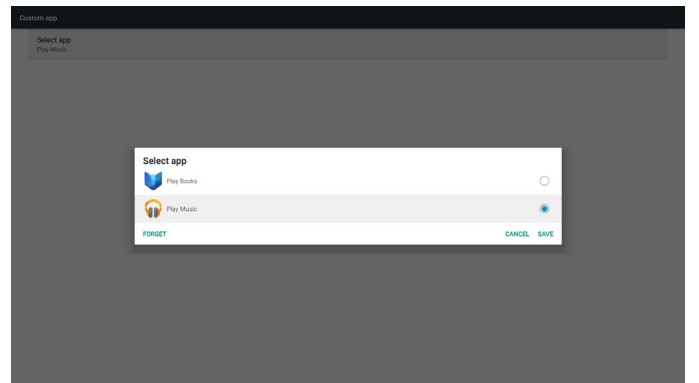 Custom app
Select app
Play Music
Select app
Play Books
Play Music
FORGET CANCEL SAVE